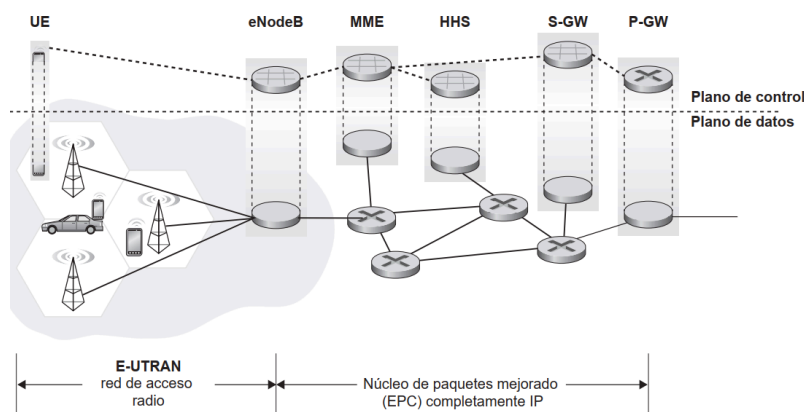 UE
eNodeB
MME
HHS
S-GW
P-GW
Plano de control
Plano de datos
E-UTRAN
red de acceso
radio
Núcleo de paquetes mejorado
(EPC) completamente IP